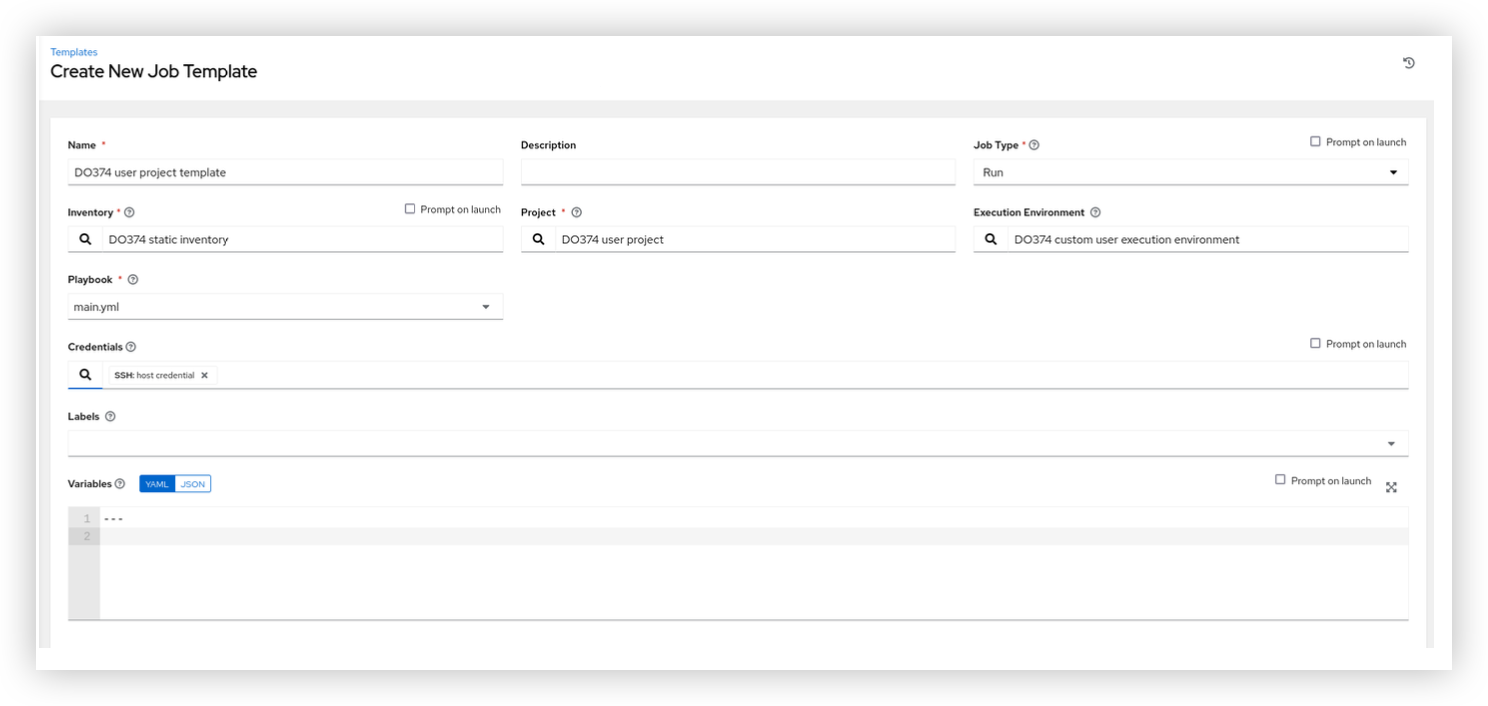 Templates
Create New Job Template
Name *
Description
Job Type *
Prompt on launch
DO374 user project template
Run
Inventory *
Prompt on launch
Project *
Execution Environment
DO374 static inventory
DO374 user project
DO374 custom user execution environment
Playbook *
main.yml
Credentials
Prompt on launch
SSH: host credential ×
Labels
Variables
YAML JSON
Prompt on launch
1 ---
2